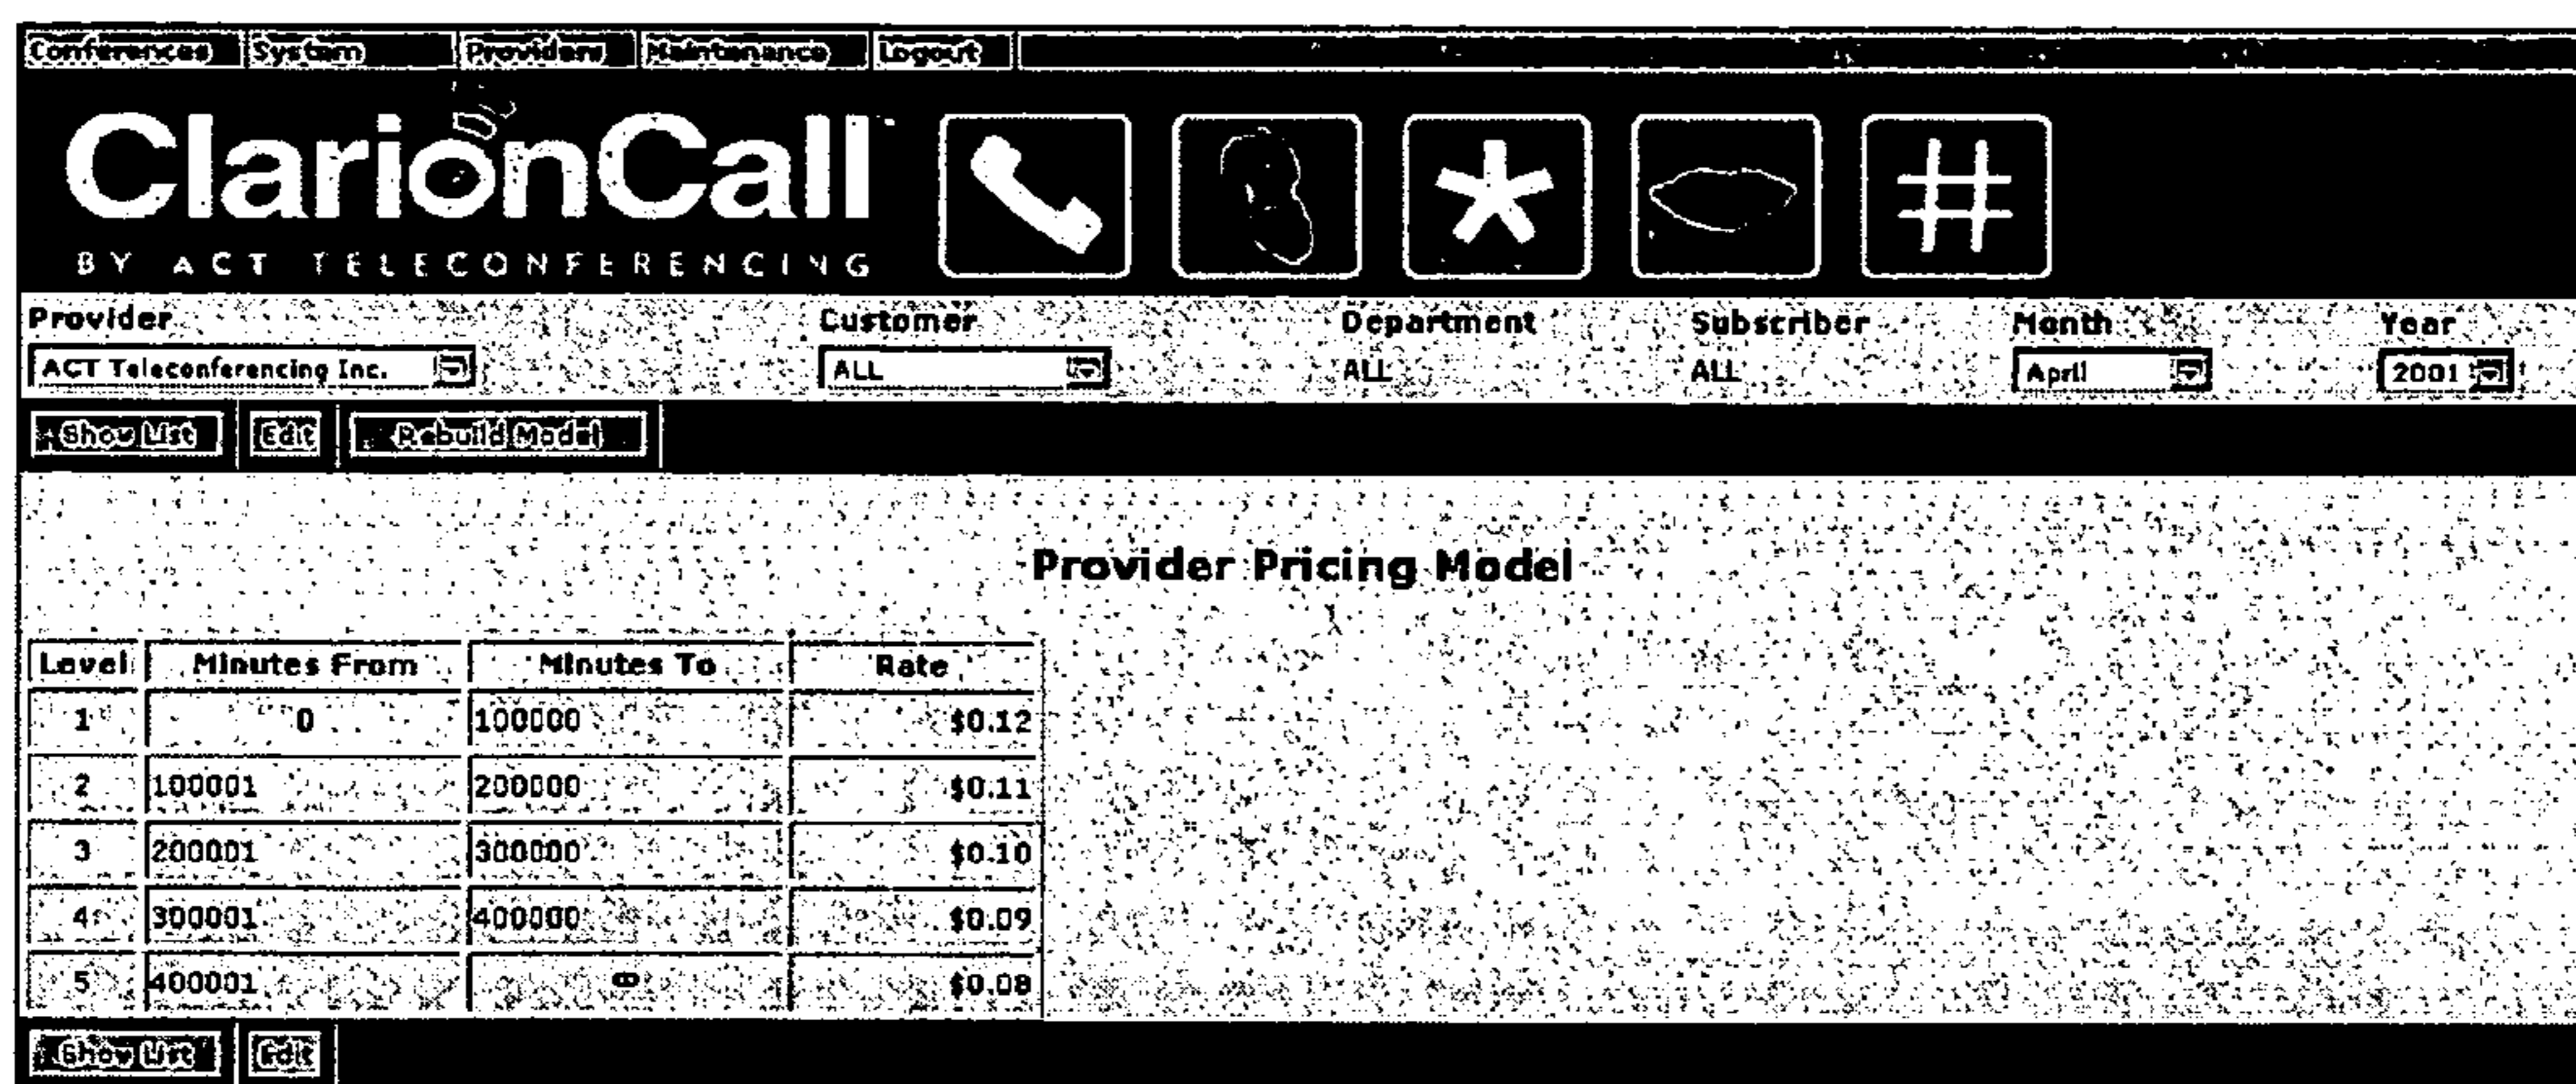 Conferences System Providers Maintenance Logout
ClarionCall
BY ACT TELECONFERENCING
Provider Customer Department Subscriber Month Year
ACT Teleconferencing Inc. ALL ALL ALL April 2001
Show List Edit Rebuild Model
Provider Pricing Model
Level Minutes From Minutes To Rate
1 0 100000 $0.12
2 100001 200000 $0.11
3 200001 300000 $0.10
4 300001 400000 $0.09
5 400001 ∞ $0.08
Show List Edit